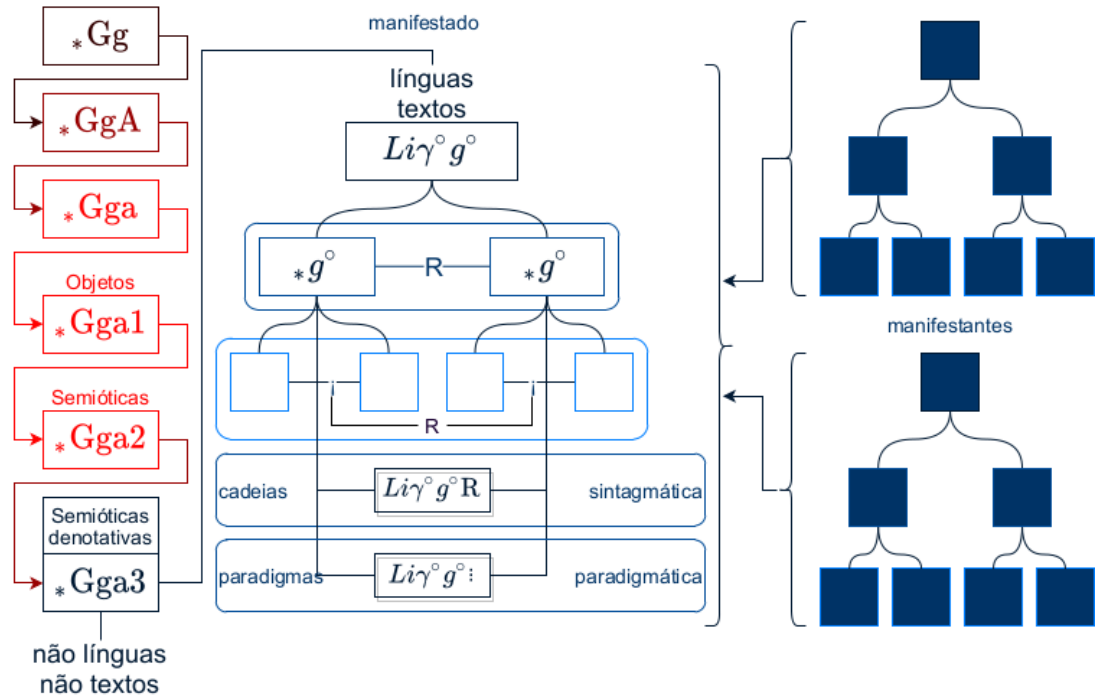 *Gg
*GgA
*Gga
Objetos
*Gga1
Semióticas
*Gga2
Semióticas
denotativas
*Gga3
não línguas
não textos
manifestado
línguas
textos
Liγ°g°
*g°
R
*g°
R
cadeias
Liγ°g°R
sintagmática
paradigmas
Liγ°g°⁝
paradigmática
manifestantes